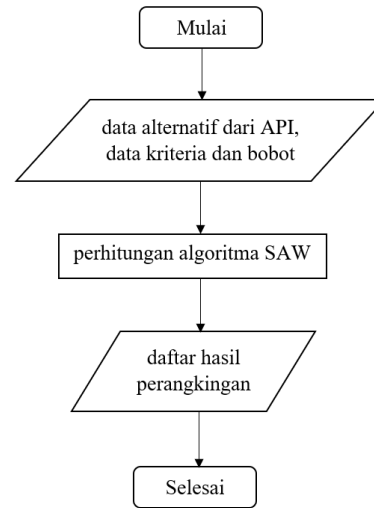 Mulai
data alternatif dari API,
data kriteria dan bobot
perhitungan algoritma SAW
daftar hasil
perangkingan
Selesai